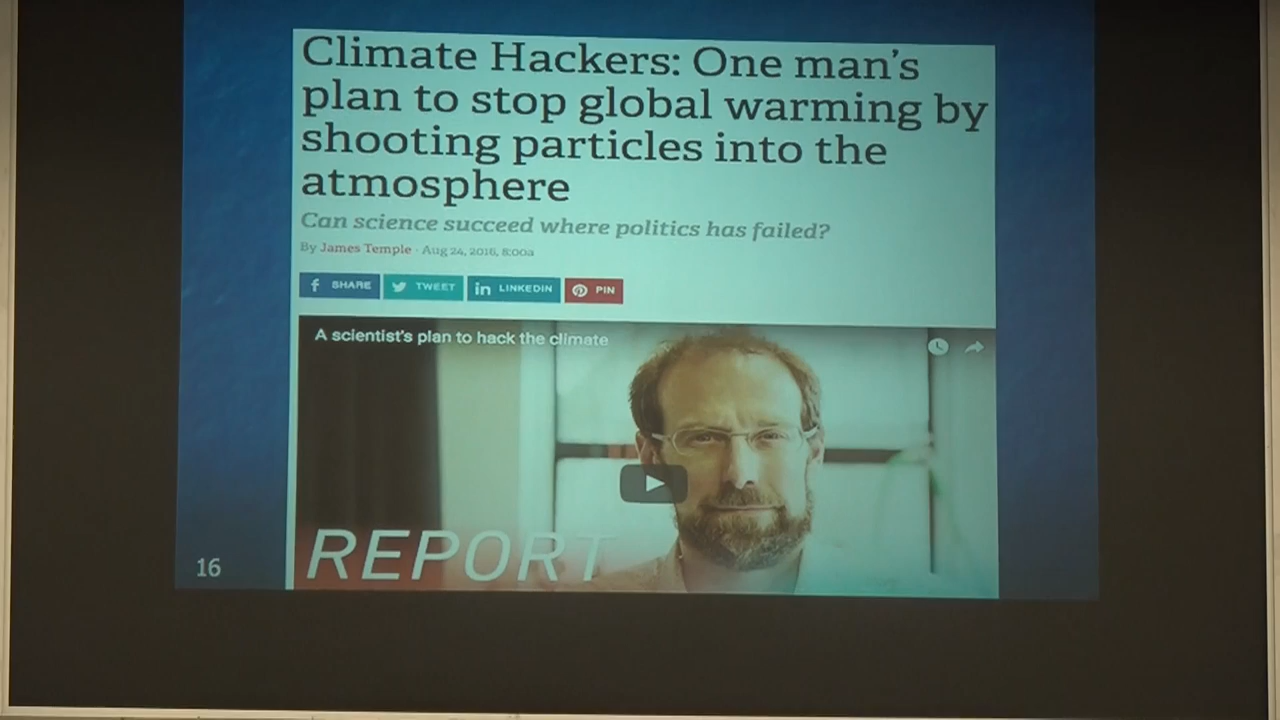 Climate Hackers: One man's
plan to stop global warming by
shooting particles into the
atmosphere
Can science succeed where politics has failed?
By James Temple · Aug 24, 2016, 8:00a
f SHARE TWEET in LINKEDIN PIN
A scientist's plan to hack the climate
REPORT
16